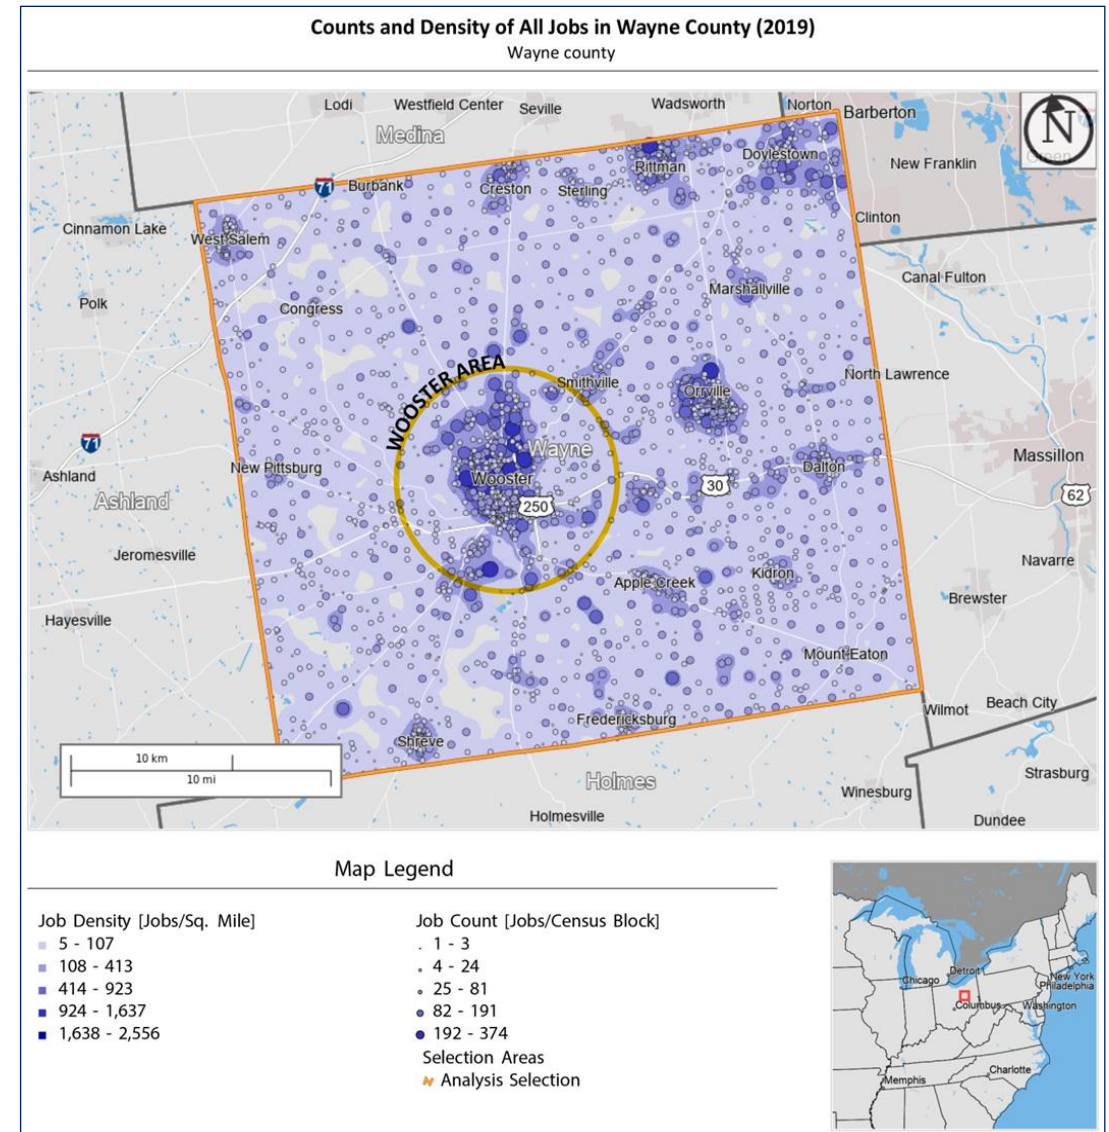 Counts and Density of All Jobs in Wayne County (2019)
Wayne county
Lodi
Westfield Center
Seville
Wadsworth
Norton
Barberton
Medina
N
New Franklin
Doylestown
Rittman
71
Burbank
Creston
Sterling
Clinton
Cinnamon Lake
West Salem
Canal Fulton
Marshallville
Polk
Congress
WOOSTER AREA
Smithville
North Lawrence
Orrville
71
Wayne
Massillon
New Pittsburg
Dalton
Ashland
Wooster
30
62
Ashland
250
Jeromesville
Navarre
Apple Creek
Kidron
Brewster
Hayesville
Mount Eaton
Wilmot
Beach City
Fredericksburg
Shreve
10 km
10 mi
Holmes
Strasburg
Winesburg
Holmesville
Dundee
Map Legend
Job Density [Jobs/Sq. Mile]
5 - 107
108 - 413
414 - 923
924 - 1,637
1,638 - 2,556
Job Count [Jobs/Census Block]
1 - 3
4 - 24
25 - 81
82 - 191
192 - 374
Selection Areas
Analysis Selection
Detroit
Chicago
New York
Philadelphia
Columbus
Washington
Charlotte
Memphis